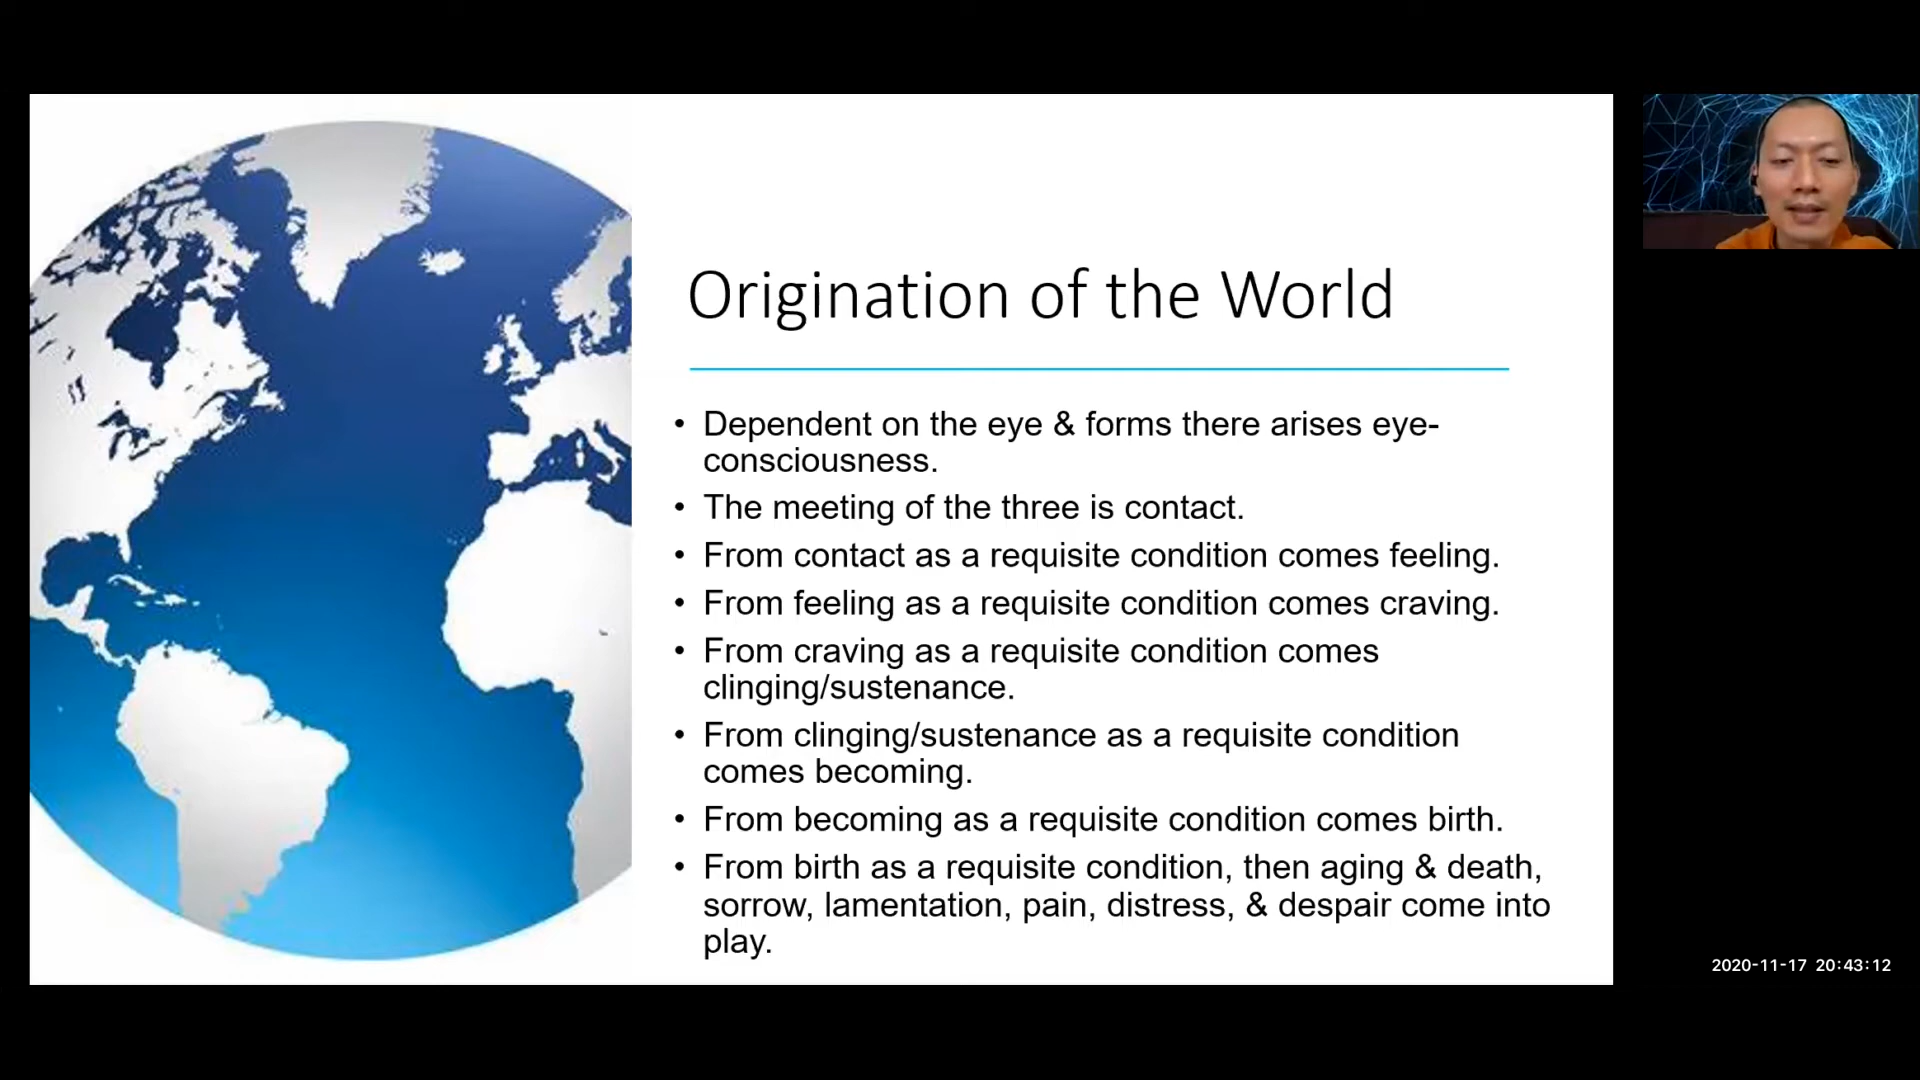 Origination of the World
• Dependent on the eye & forms there arises eye-
consciousness.
• The meeting of the three is contact.
• From contact as a requisite condition comes feeling.
• From feeling as a requisite condition comes craving.
• From craving as a requisite condition comes
clinging/sustenance.
• From clinging/sustenance as a requisite condition
comes becoming.
• From becoming as a requisite condition comes birth.
• From birth as a requisite condition, then aging & death,
sorrow, lamentation, pain, distress, & despair come into
play.
2020-11-17 20:43:12